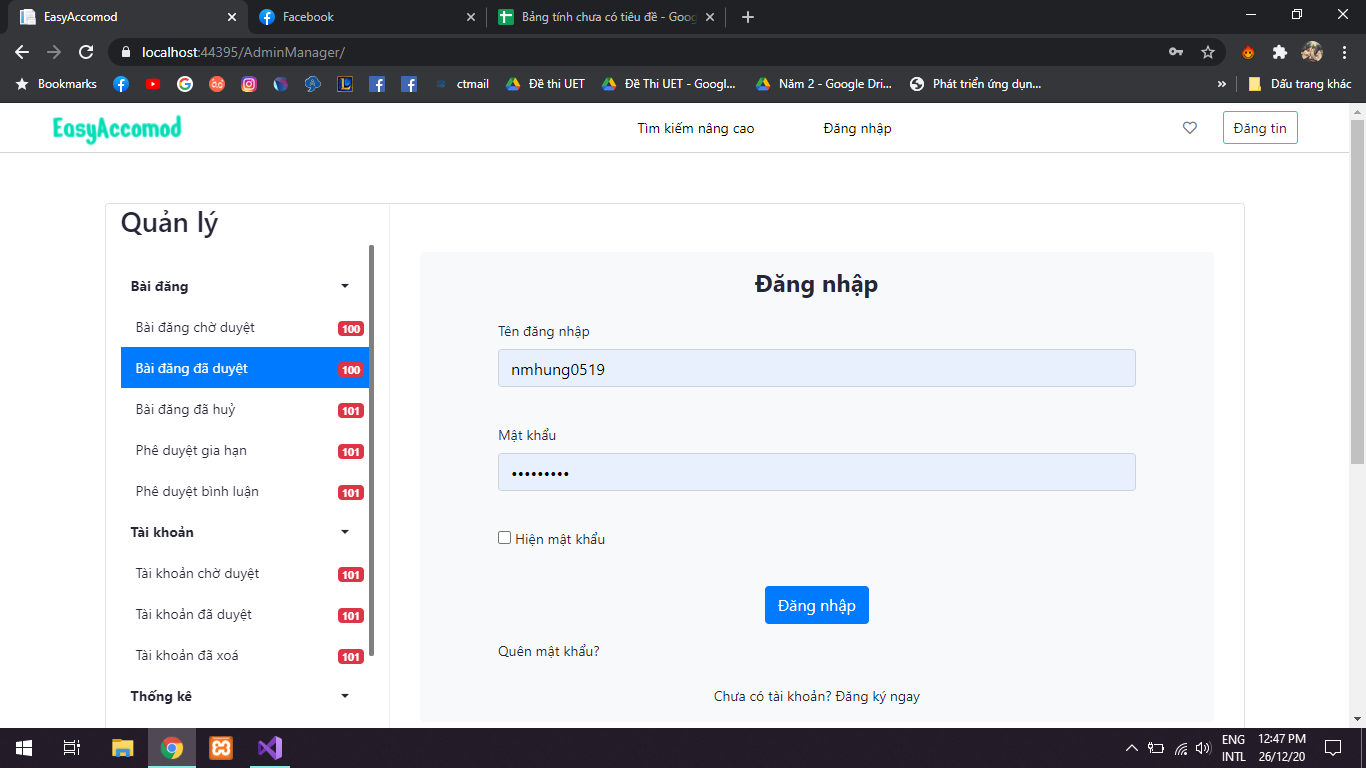 EasyAccomod
Facebook
Bảng tính chưa có tiêu đề - Goog
localhost:44395/AdminManager/
Bookmarks
ctmail
Đề thi UET
Đề Thi UET - Googl...
Năm 2 - Google Dri...
Phát triển ứng dụn...
»
Dấu trang khác
EasyAccomod
Tìm kiếm nâng cao
Đăng nhập
Đăng tin
Quản lý
Bài đăng
Bài đăng chờ duyệt 100
Bài đăng đã duyệt 100
Bài đăng đã huỷ 101
Phê duyệt gia hạn 101
Phê duyệt bình luận 101
Tài khoản
Tài khoản chờ duyệt 101
Tài khoản đã duyệt 101
Tài khoản đã xoá 101
Thống kê
Đăng nhập
Tên đăng nhập
nmhung0519
Mật khẩu
•••••••••
Hiện mật khẩu
Đăng nhập
Quên mật khẩu?
Chưa có tài khoản? Đăng ký ngay
ENG
INTL
12:47 PM
26/12/20